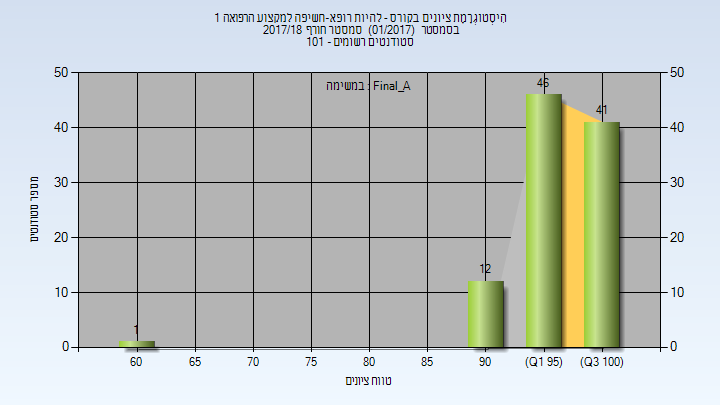 הִיסְטוֹגְרָמַת ציונים בקורס - להיות רופא-חשיפה למקצוע הרפואה 1
בסמסטר (01/2017) סמסטר חורף 2017/18
סטודנטים רשומים - 101
במשימה : Final_A
מספר סטודנטים
50
40
30
20
10
0
50
40
30
20
10
0
1
12
46
41
60
65
70
75
80
85
90
(Q1 95)
(Q3 100)
טווח ציונים